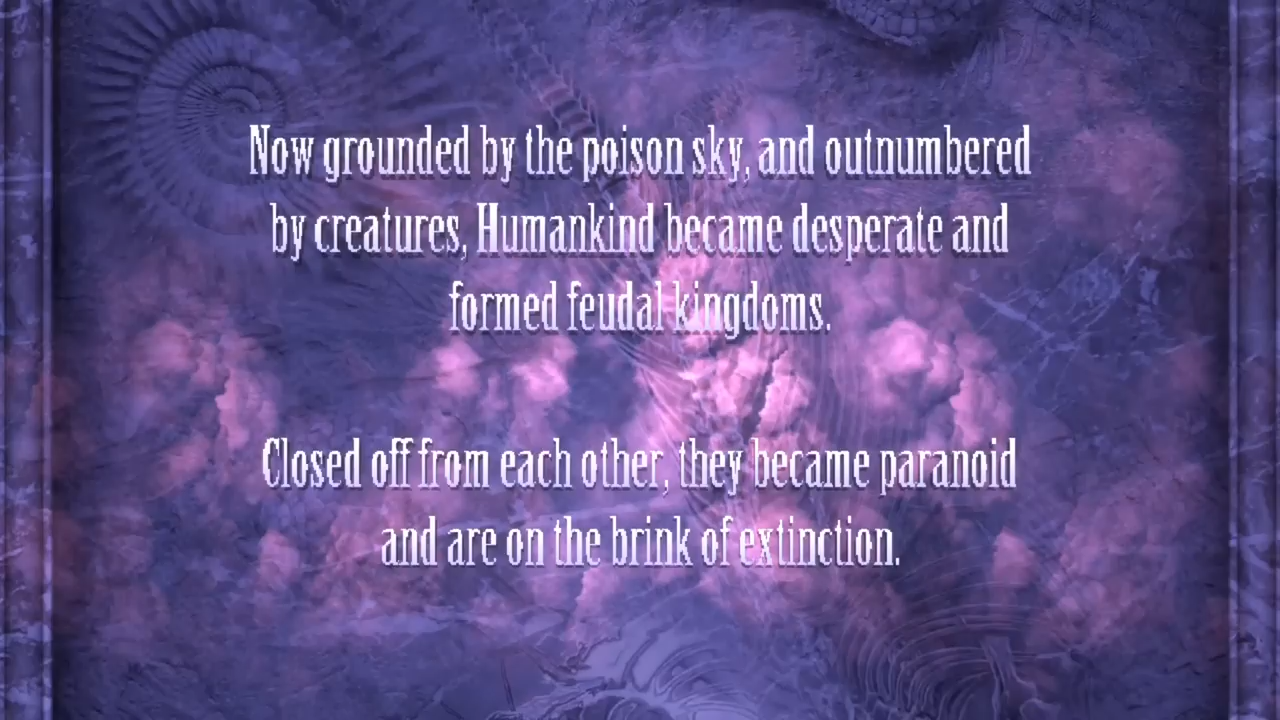 Now grounded by the poison sky, and outnumbered
by creatures, Humankind became desperate and
formed feudal kingdoms.
Closed off from each other, they became paranoid
and are on the brink of extinction.